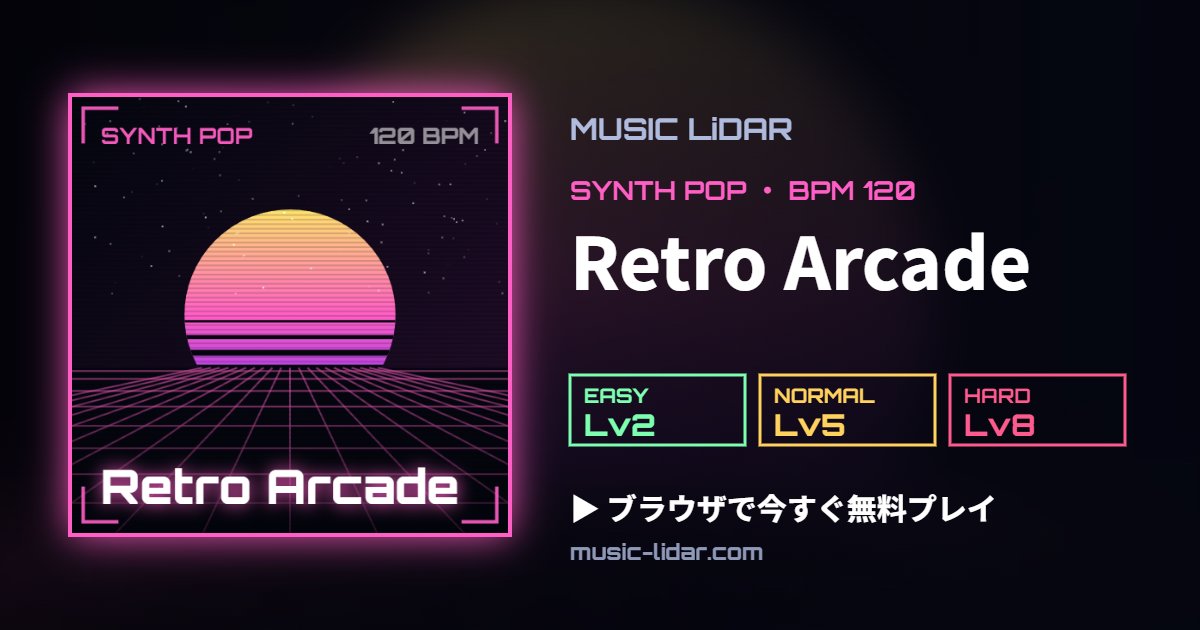 SYNTH POP 120 BPM
Retro Arcade
MUSIC LiDAR
SYNTH POP ・ BPM 120
Retro Arcade
EASY NORMAL HARD
Lv2 Lv5 Lv8
▶ ブラウザで今すぐ無料プレイ
music-lidar.com